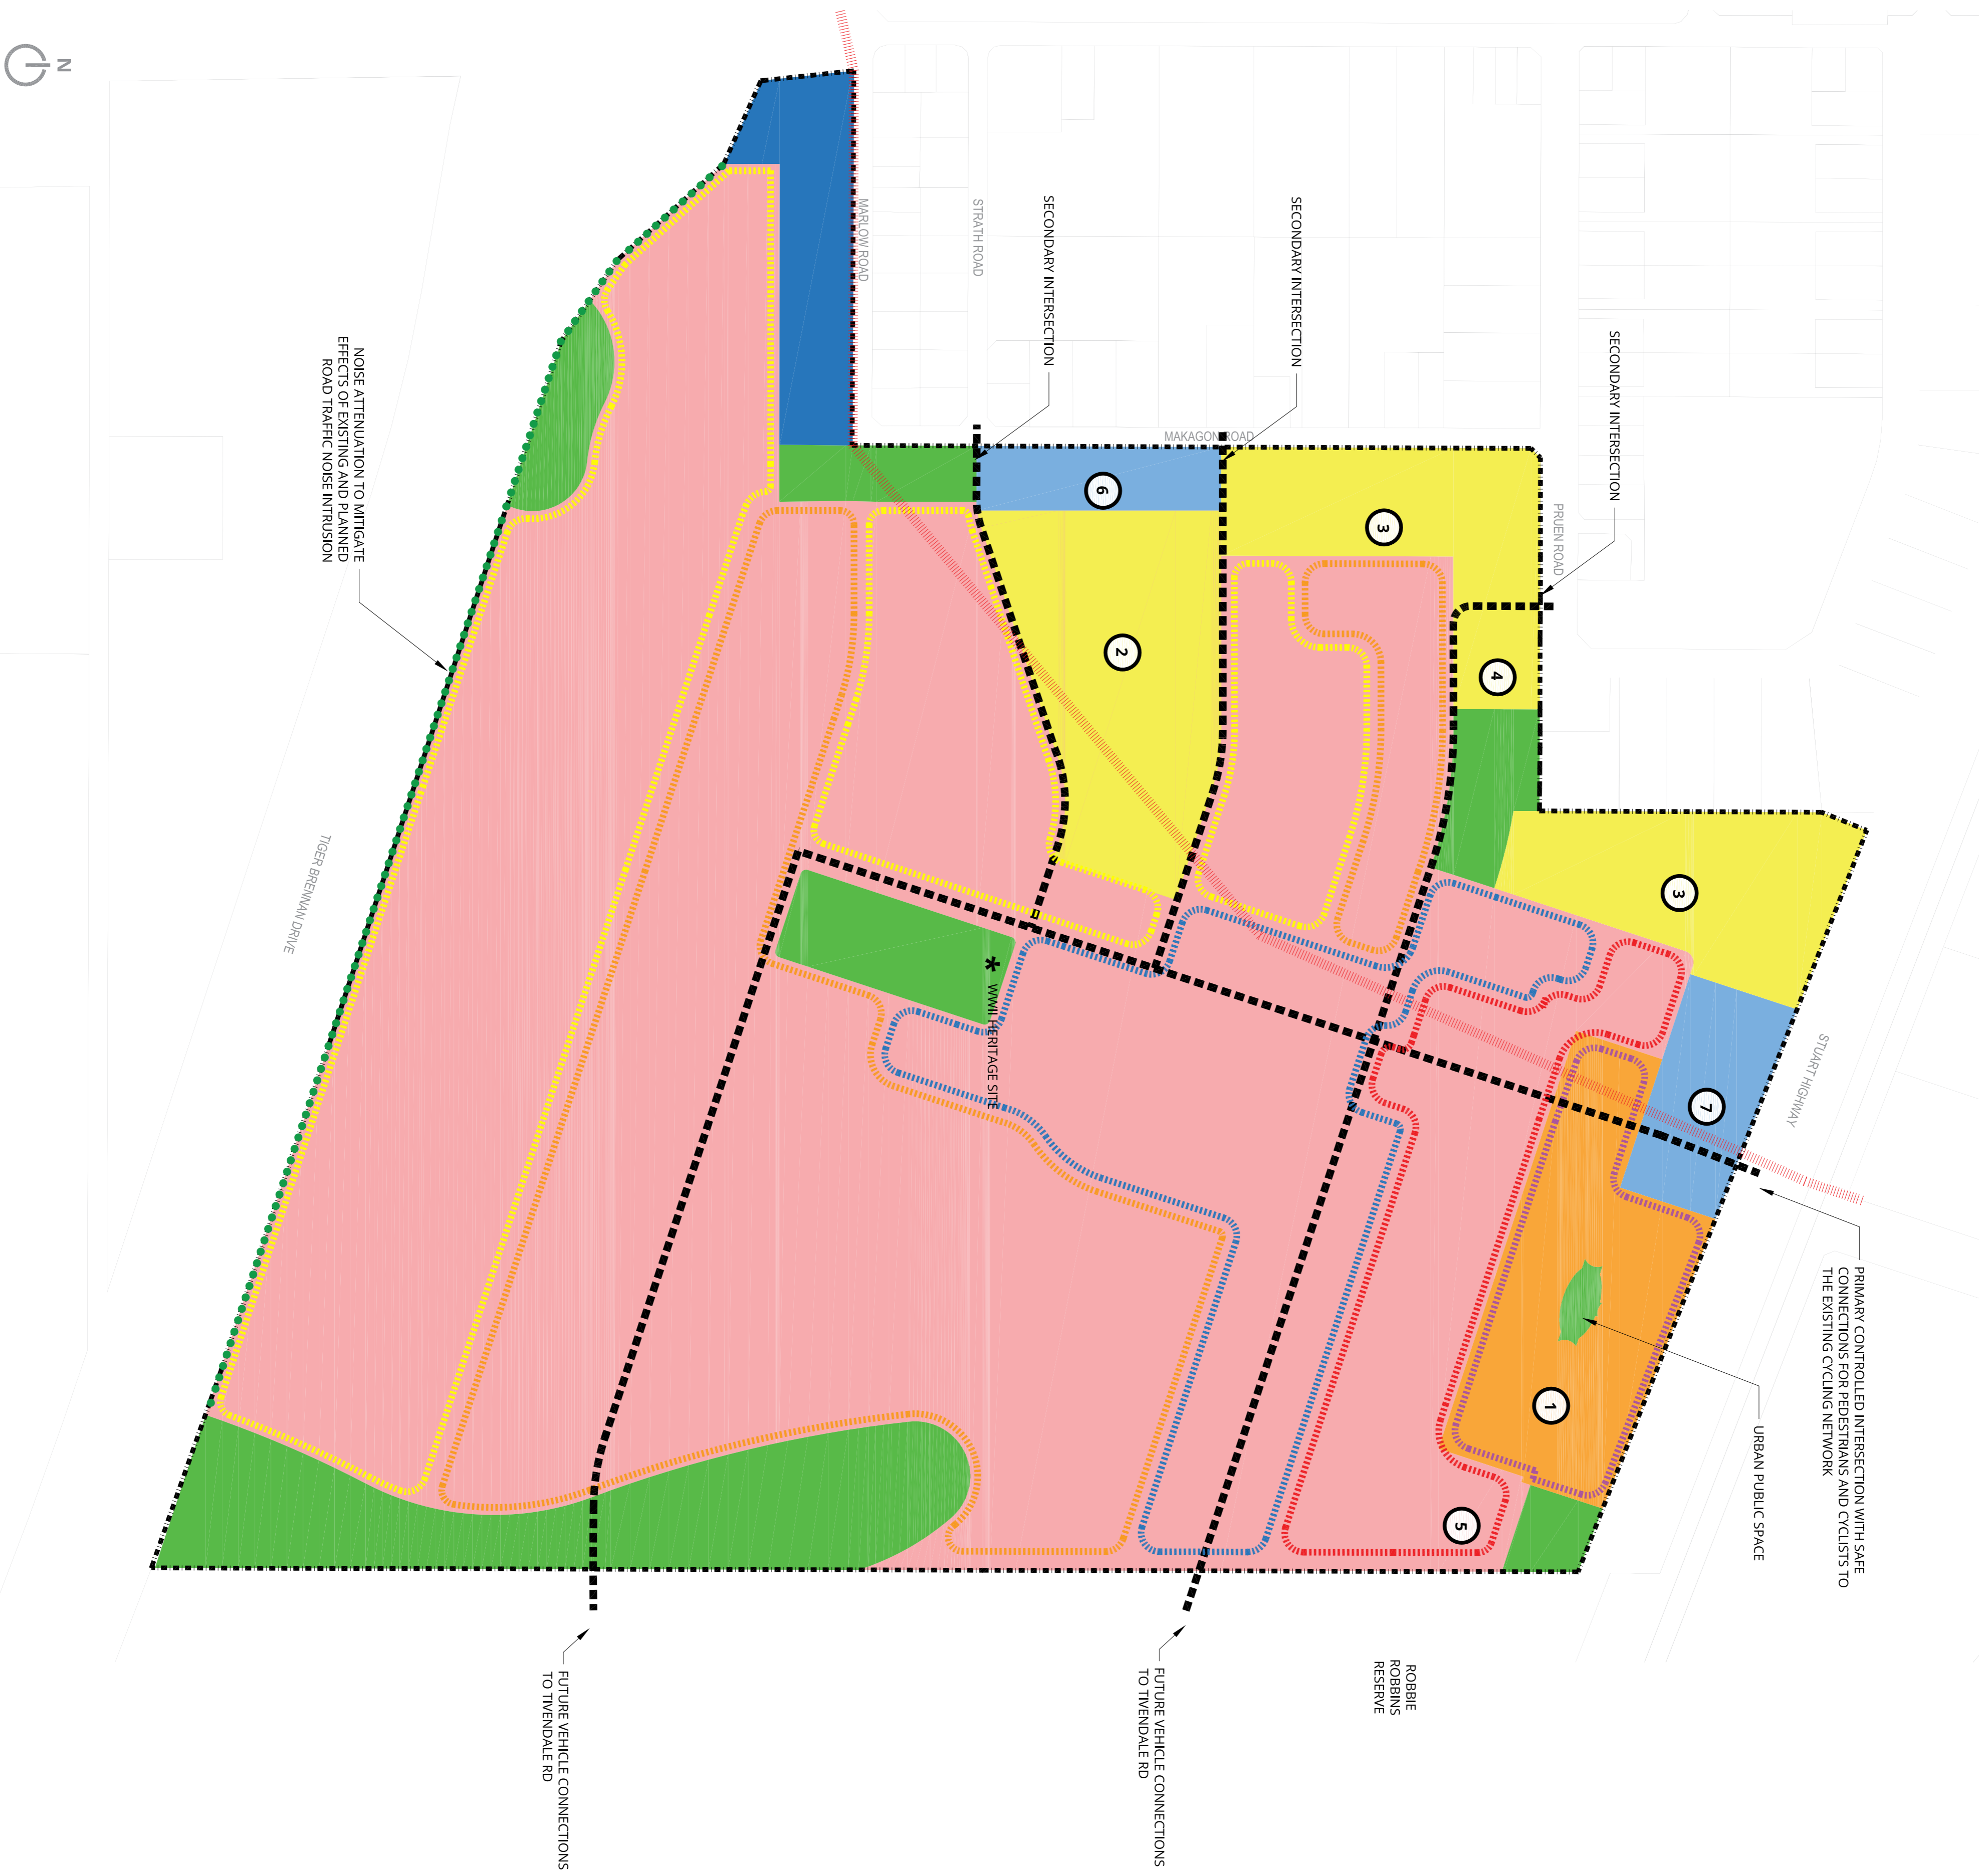 N
MARLOW ROAD
STRATH ROAD
SECONDARY INTERSECTION
SECONDARY INTERSECTION
SECONDARY INTERSECTION
MAKAGON ROAD
PRUEN ROAD
6
3
2
4
3
NOISE ATTENUATION TO MITIGATE
EFFECTS OF EXISTING AND PLANNED
ROAD TRAFFIC NOISE INTRUSION
TIGER BRENNAN DRIVE
* WWII HERITAGE SITE
STUART HIGHWAY
7
1
5
PRIMARY CONTROLLED INTERSECTION WITH SAFE
CONNECTIONS FOR PEDESTRIANS AND CYCLISTS TO
THE EXISTING CYCLING NETWORK
URBAN PUBLIC SPACE
ROBBIE
ROBBINS
RESERVE
FUTURE VEHICLE CONNECTIONS
TO TIVENDALE RD
FUTURE VEHICLE CONNECTIONS
TO TIVENDALE RD